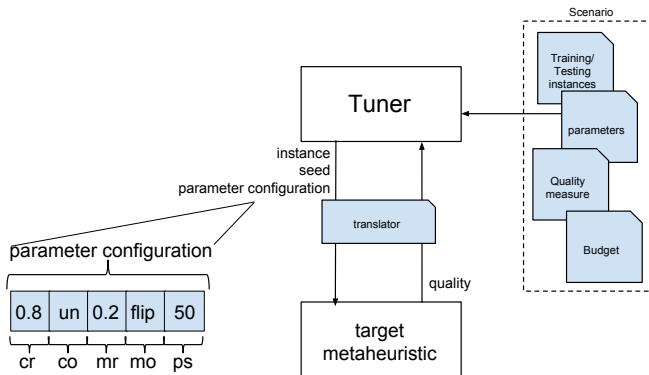 Scenario
Training/
Testing
instances
parameters
Quality
measure
Budget
Tuner
instance
seed
parameter configuration
translator
quality
target
metaheuristic
parameter configuration
0.8 un 0.2 flip 50
cr co mr mo ps